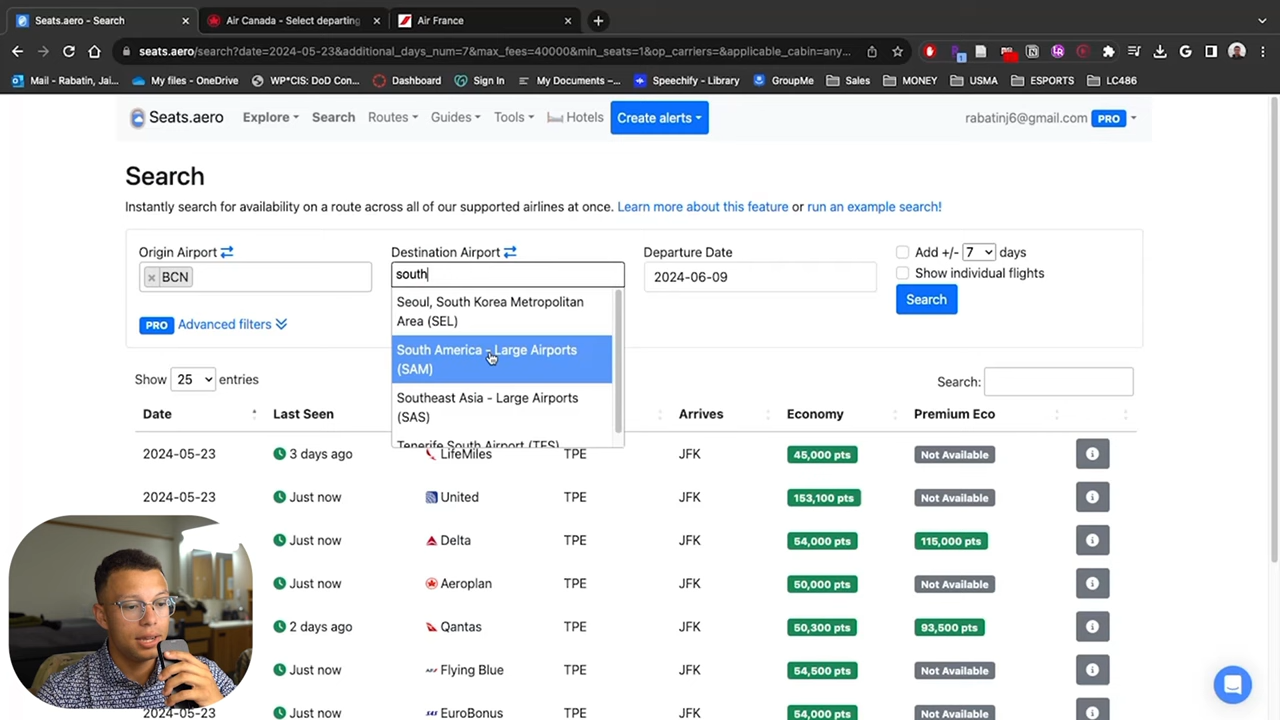 Seats.aero - Search
Air Canada - Select departing
Air France
seats.aero/search?date=2024-05-23&additional_days_num=7&max_fees=40000&min_seats=1&op_carriers=&applicable_cabin=any...
Mail - Rabatin, Jai...
My files - OneDrive
WP*CIS: DoD Con...
Dashboard
Sign In
My Documents –...
Speechify - Library
GroupMe
Sales
MONEY
USMA
ESPORTS
LC486
Seats.aero
Explore
Search
Routes
Guides
Tools
Hotels
Create alerts
rabatinj6@gmail.com
PRO
Search
Instantly search for availability on a route across all of our supported airlines at once. Learn more about this feature or run an example search!
Origin Airport
Destination Airport
Departure Date
Add +/- 7 days
× BCN
south
2024-06-09
Show individual flights
Search
Seoul, South Korea Metropolitan
Area (SEL)
PRO Advanced filters
South America - Large Airports
(SAM)
Southeast Asia - Large Airports
(SAS)
Tenerife South Airport (TFS)
Show 25 entries
Search:
Date
Last Seen
Arrives
Economy
Premium Eco
2024-05-23 3 days ago LifeMiles TPE JFK 45,000 pts Not Available
2024-05-23 Just now United TPE JFK 153,100 pts Not Available
Just now Delta TPE JFK 54,000 pts 115,000 pts
Just now Aeroplan TPE JFK 50,000 pts Not Available
2 days ago Qantas TPE JFK 50,300 pts 93,500 pts
Just now Flying Blue TPE JFK 54,500 pts Not Available
Just now EuroBonus TPE JFK 60,000 pts Not Available